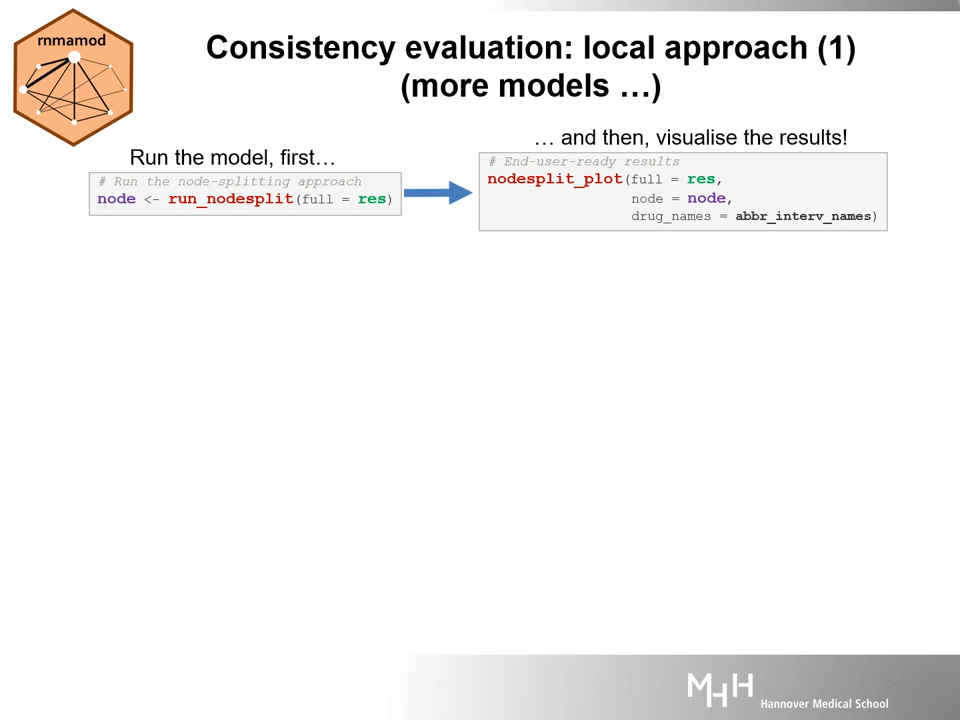 rnmamod
Consistency evaluation: local approach (1)
(more models …)
Run the model, first…
# Run the node-splitting approach
node <- run_nodesplit(full = res)
… and then, visualise the results!
# End-user-ready results
nodesplit_plot(full = res,
node = node,
drug_names = abbr_interv_names)
MHH
Hannover Medical School